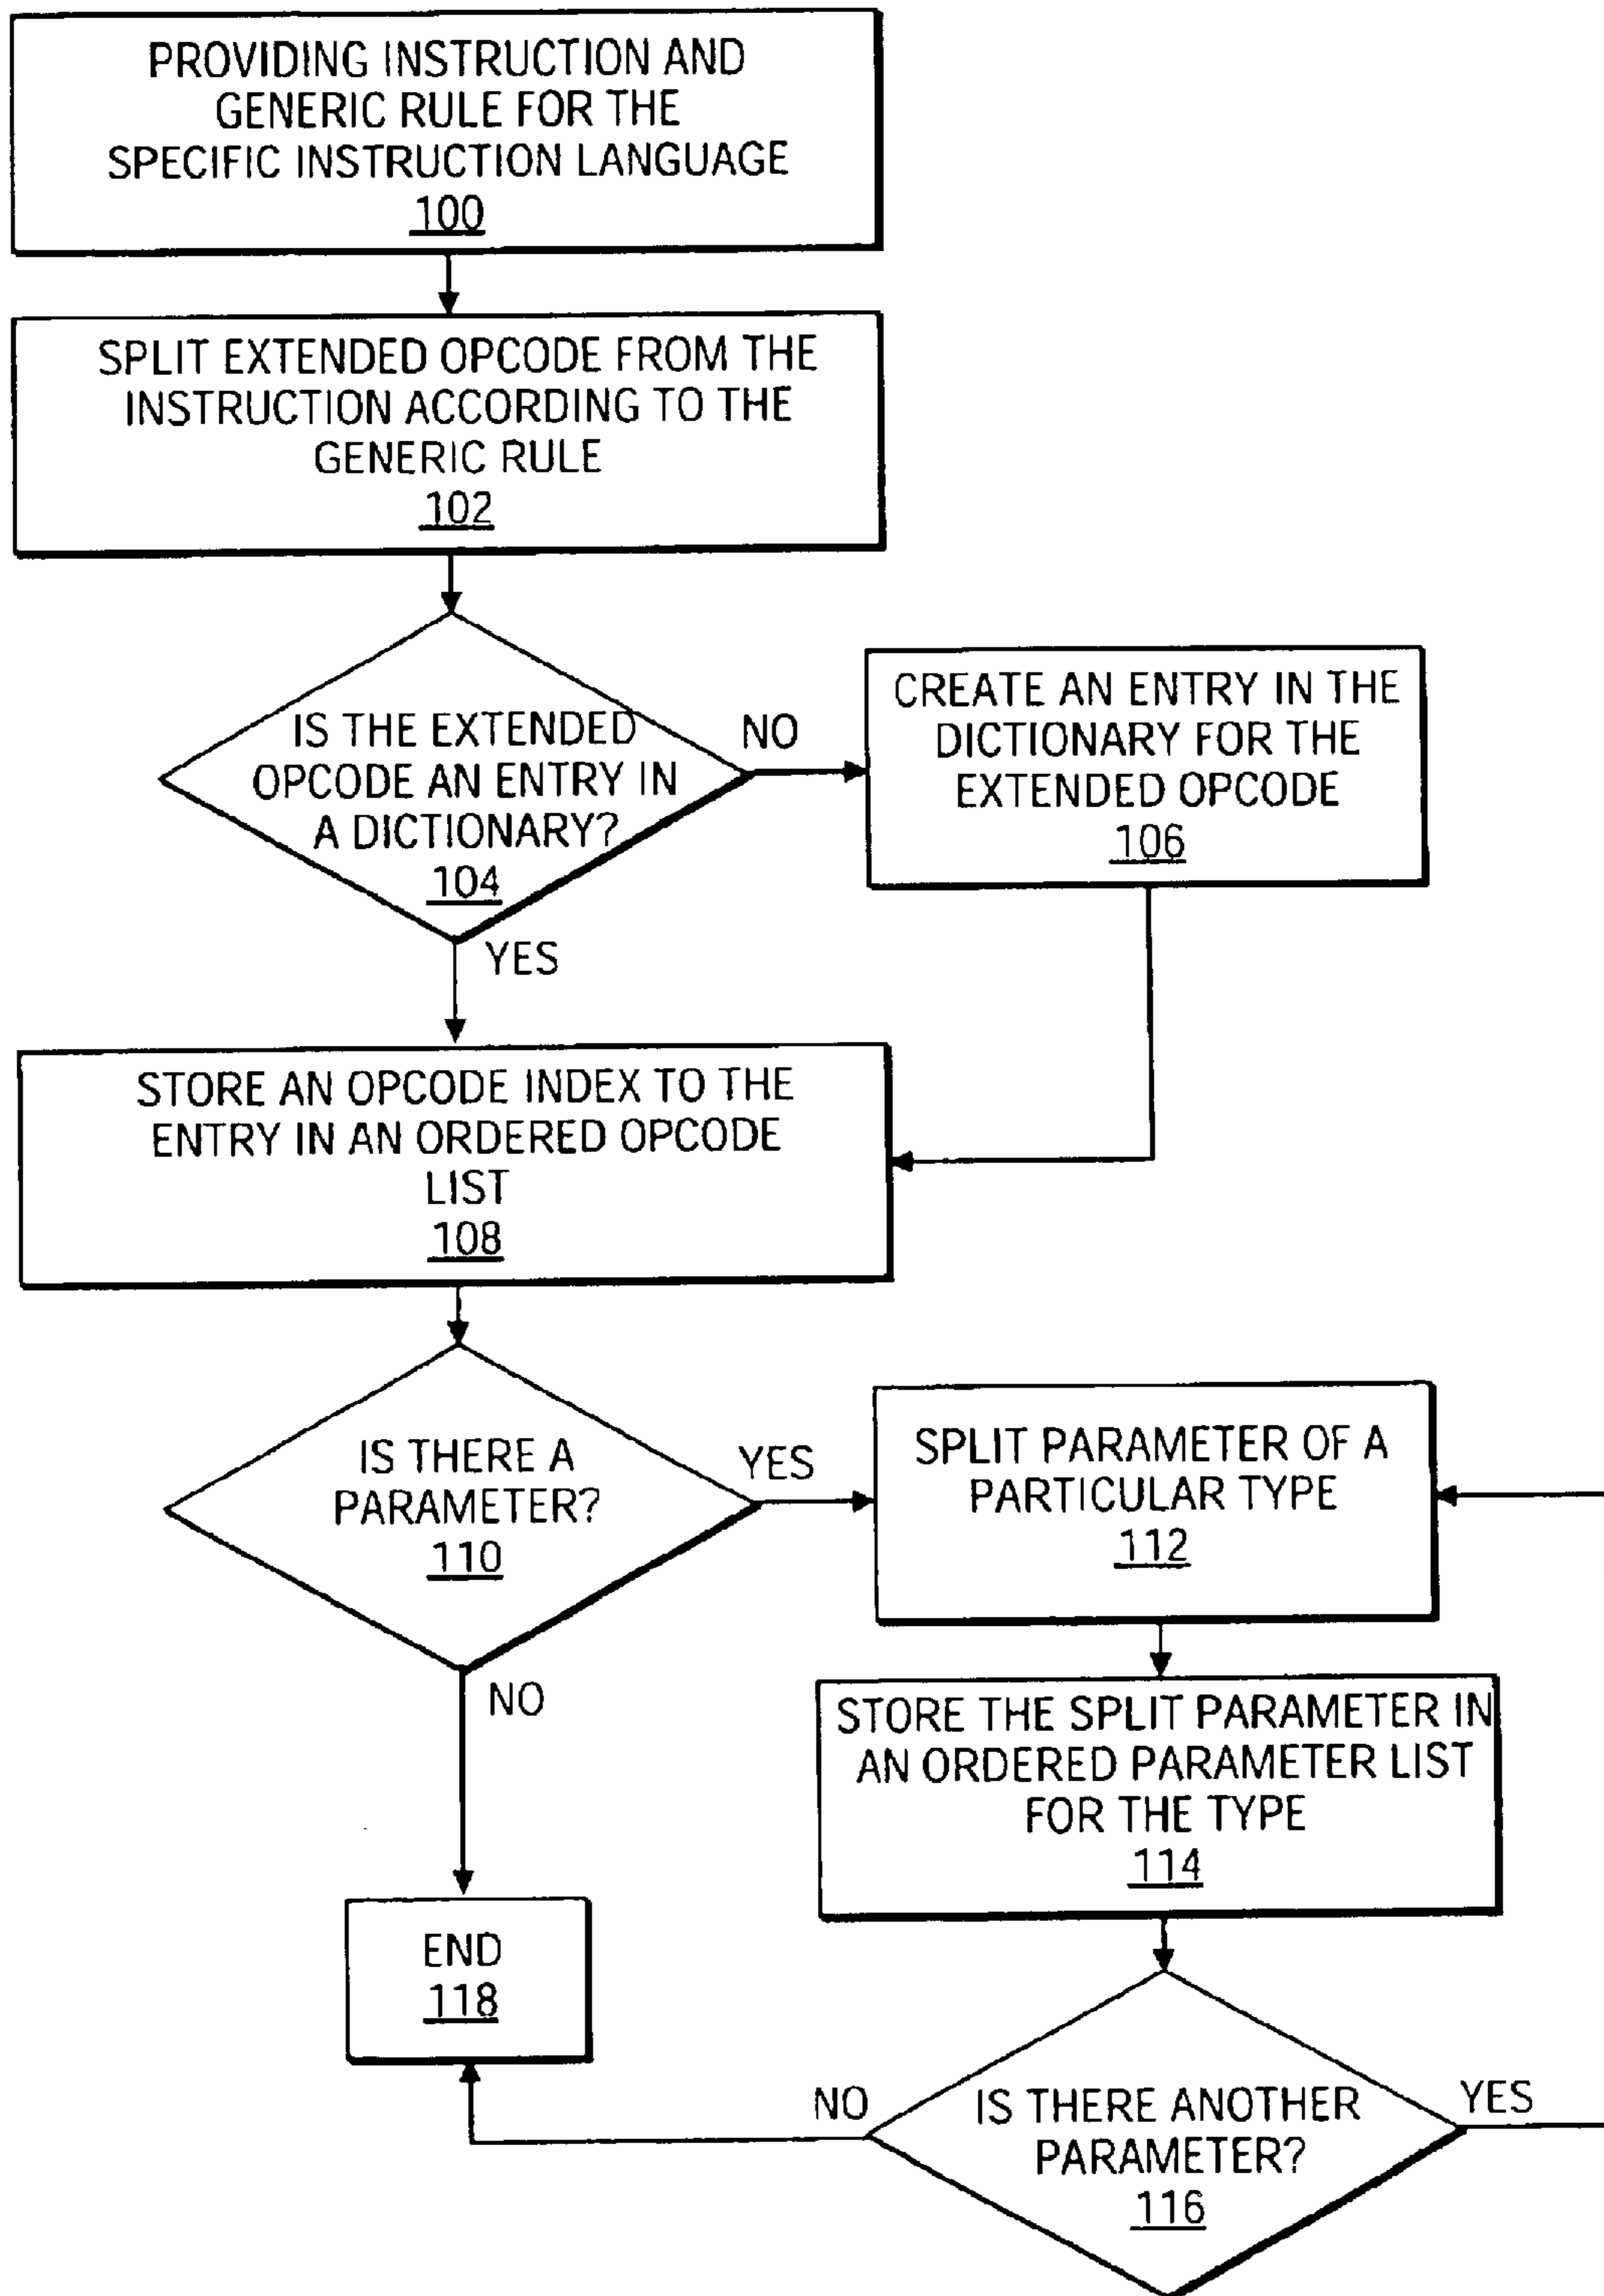 PROVIDING INSTRUCTION AND
GENERIC RULE FOR THE
SPECIFIC INSTRUCTION LANGUAGE
100
SPLIT EXTENDED OPCODE FROM THE
INSTRUCTION ACCORDING TO THE
GENERIC RULE
102
IS THE EXTENDED
OPCODE AN ENTRY IN
A DICTIONARY?
104
NO
CREATE AN ENTRY IN THE
DICTIONARY FOR THE
EXTENDED OPCODE
106
YES
STORE AN OPCODE INDEX TO THE
ENTRY IN AN ORDERED OPCODE
LIST
108
IS THERE A
PARAMETER?
110
YES
SPLIT PARAMETER OF A
PARTICULAR TYPE
112
NO
STORE THE SPLIT PARAMETER IN
AN ORDERED PARAMETER LIST
FOR THE TYPE
114
END
118
NO
IS THERE ANOTHER
PARAMETER?
116
YES